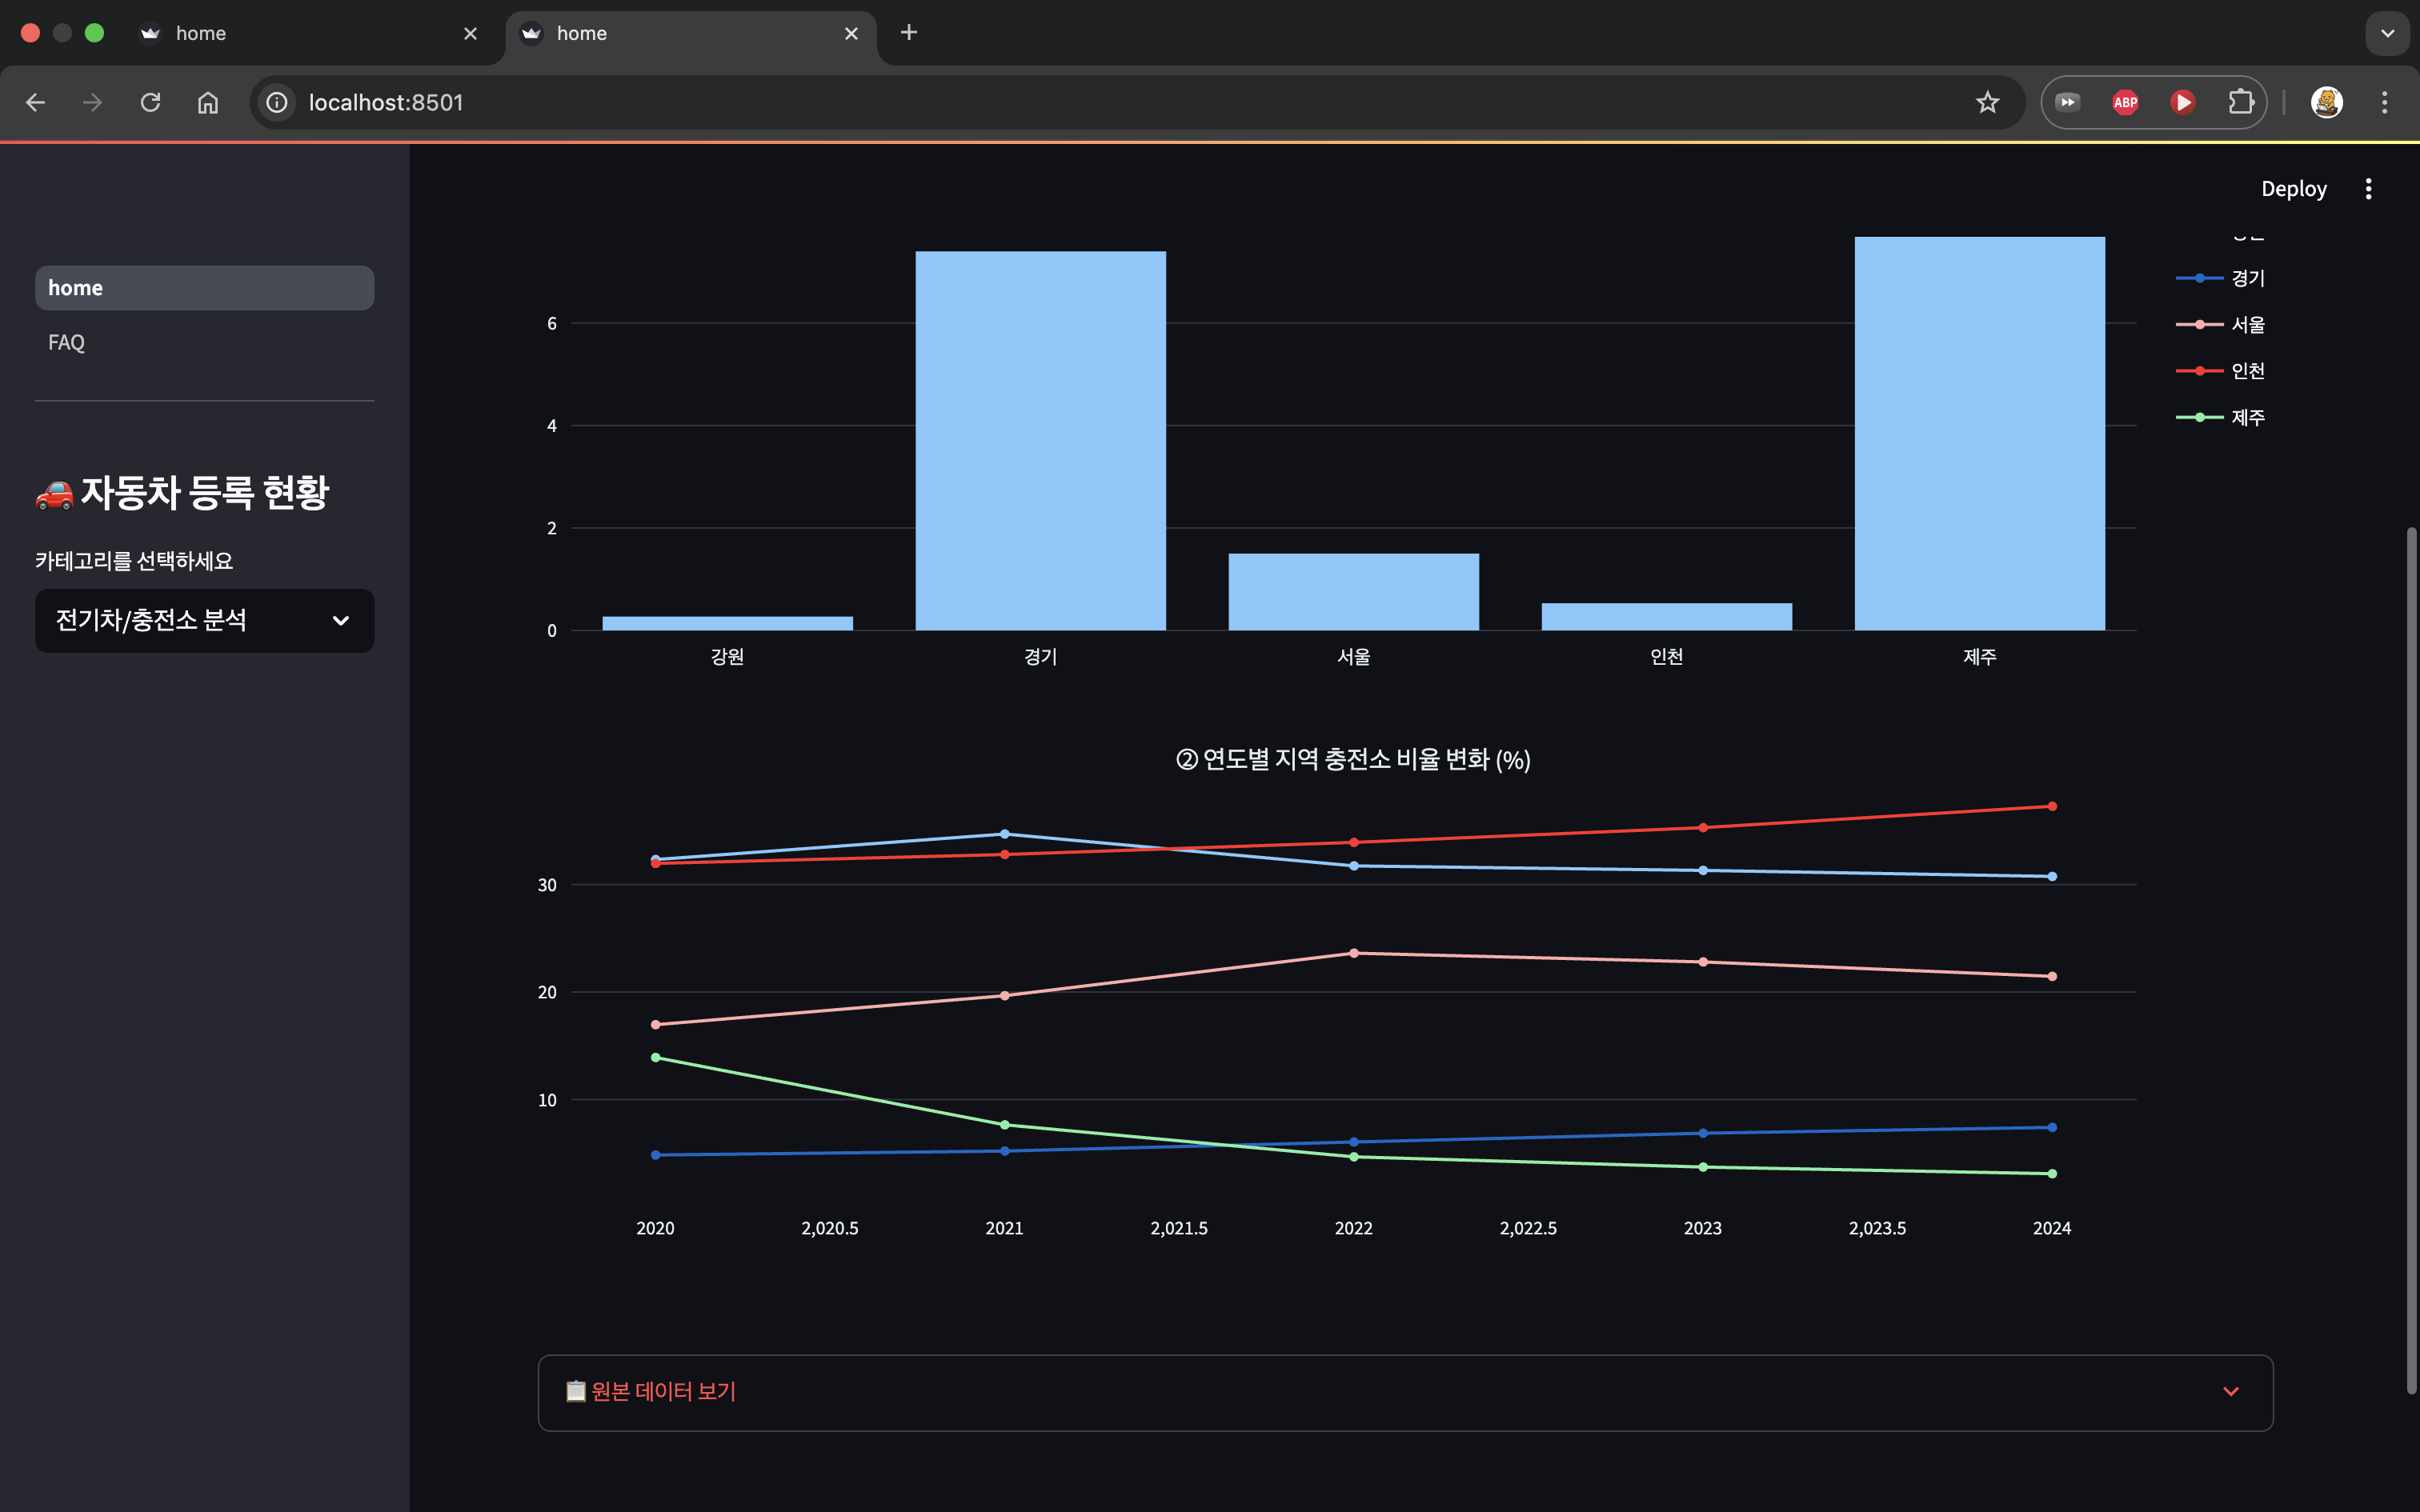 home
home
localhost:8501
ABP
Deploy
home
FAQ
자동차 등록 현황
카테고리를 선택하세요
전기차/충전소 분석
6
4
2
0
강원
경기
서울
인천
제주
경기
서울
인천
제주
② 연도별 지역 충전소 비율 변화 (%)
30
20
10
2020
2,020.5
2021
2,021.5
2022
2,022.5
2023
2,023.5
2024
원본 데이터 보기